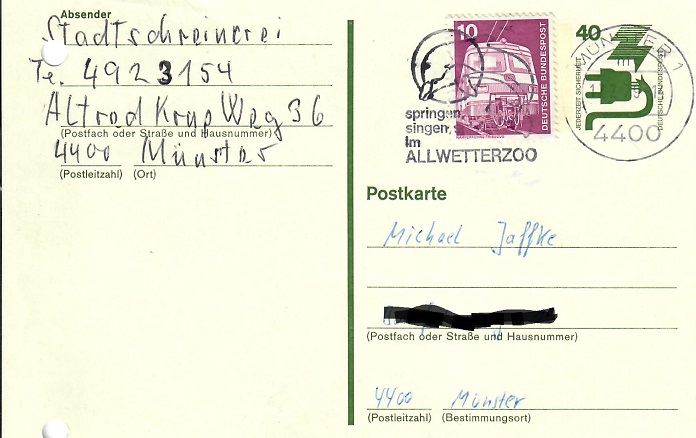 Absender
Stadtschreinerei
Te. 4923154
Altrod Krup Weg 36
(Postfach oder Straße und Hausnummer)
4400 Münster
(Postleitzahl) (Ort)
10
DEUTSCHE BUNDESPOST
springen,
singen,
im
ALLWETTERZOO
40
JEDERZEIT SICHERHEIT
DEUTSCHE BUNDESPOST
MÜNSTER 1
4400
Postkarte
Michael Jaffke
(Postfach oder Straße und Hausnummer)
4400 Münster
(Postleitzahl) (Bestimmungsort)